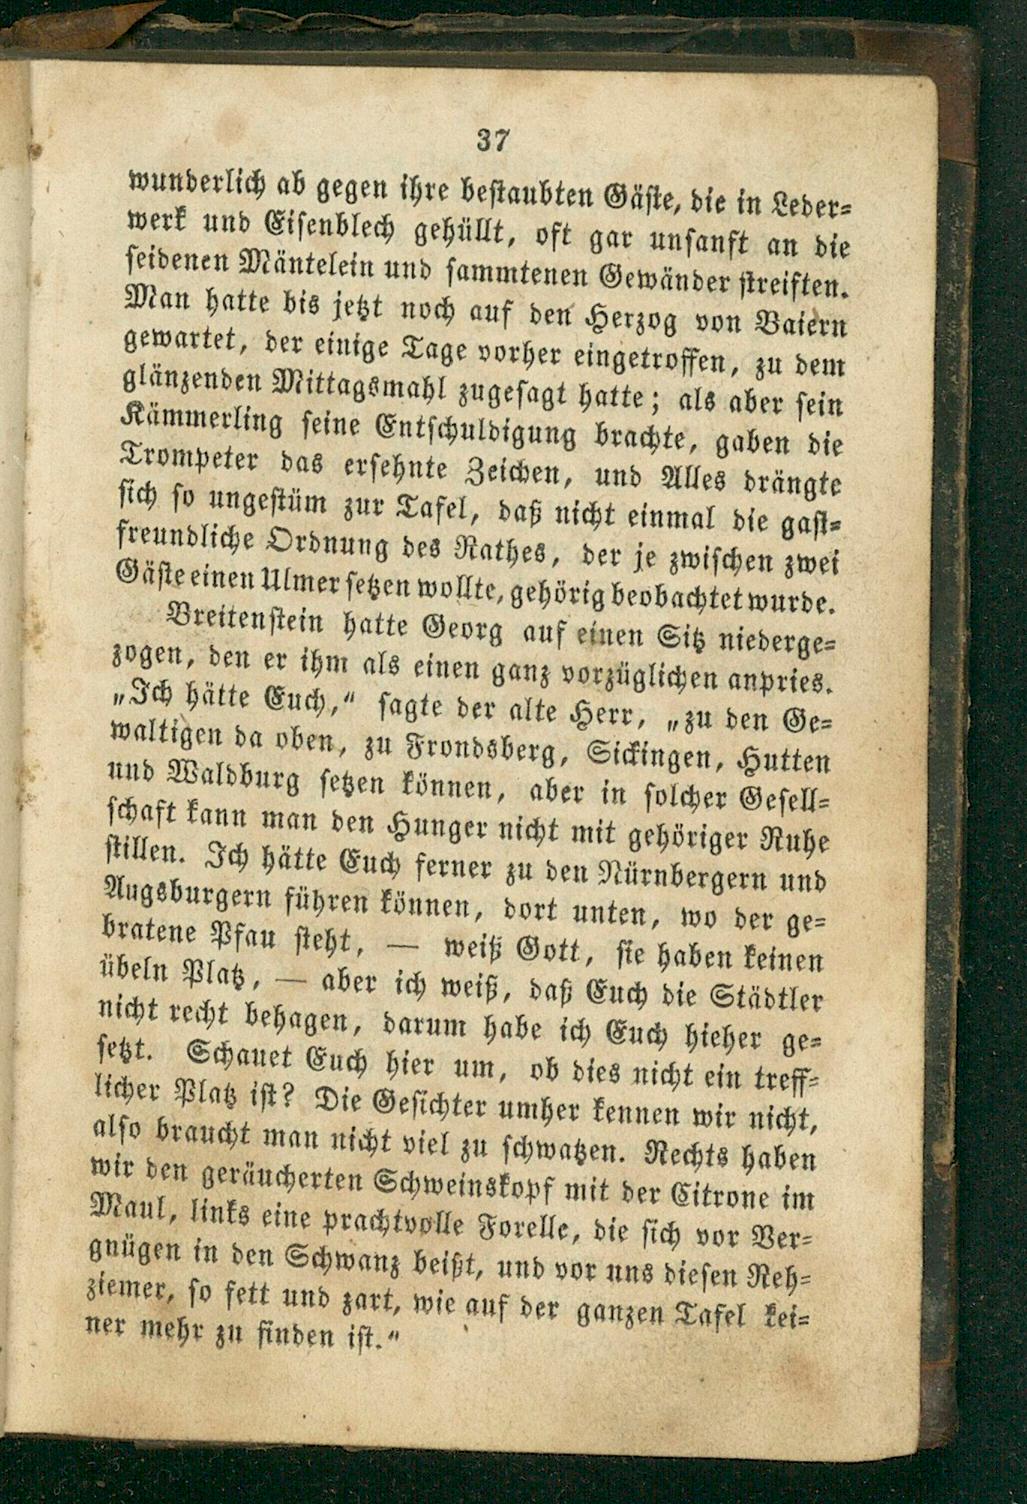 37
wunderlich ab gegen ihre bestaubten Gäste, die in Leder-
werk und Eisenblech gehüllt, oft gar unsanft an die
seidenen Mäntelein und sammtenen Gewänder streiften.
Man hatte bis jetzt noch auf den Herzog von Baiern
gewartet, der einige Tage vorher eingetroffen, zu dem
glänzenden Mittagsmahl zugesagt hatte; als aber sein
Kämmerling seine Entschuldigung brachte, gaben die
Trompeter das ersehnte Zeichen, und Alles drängte
sich so ungestüm zur Tafel, daß nicht einmal die gast-
freundliche Ordnung des Rathes, der je zwischen zwei
Gäste einen Ulmer setzen wollte, gehörig beobachtet wurde.
Breitenstein hatte Georg auf einen Sitz niederge-
zogen, den er ihm als einen ganz vorzüglichen anpries.
„Ich hätte Euch,“ sagte der alte Herr, „zu den Ge-
waltigen da oben, zu Frondsberg, Sickingen, Hutten
und Waldburg setzen können, aber in solcher Gesell-
schaft kann man den Hunger nicht mit gehöriger Ruhe
stillen. Ich hätte Euch ferner zu den Nürnbergern und
Augsburgern führen können, dort unten, wo der ge-
bratene Pfau steht, — weiß Gott, sie haben keinen
übeln Platz, — aber ich weiß, daß Euch die Städtler
nicht recht behagen, darum habe ich Euch hieher ge-
setzt. Schauet Euch hier um, ob dies nicht ein treff-
licher Platz ist? Die Gesichter umher kennen wir nicht,
also braucht man nicht viel zu schwatzen. Rechts haben
wir den geräucherten Schweinskopf mit der Citrone im
Maul, links eine prachtvolle Forelle, die sich vor Ver-
gnügen in den Schwanz beißt, und vor uns diesen Reh-
ziemer, so fett und zart, wie auf der ganzen Tafel kei-
ner mehr zu finden ist.“